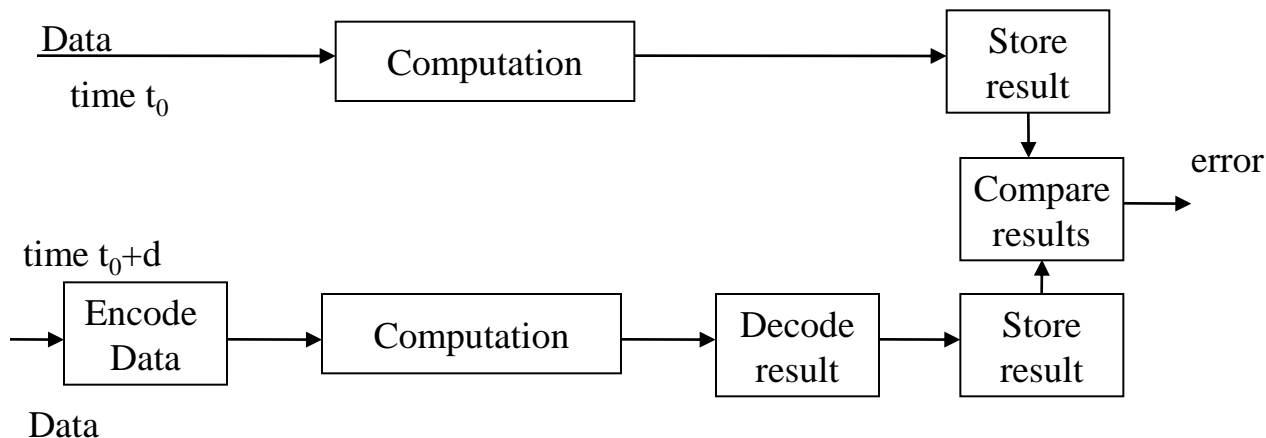 Data
time t₀
Computation
Store
result
Compare
results
error
time t₀+d
Encode
Data
Computation
Decode
result
Store
result
Data